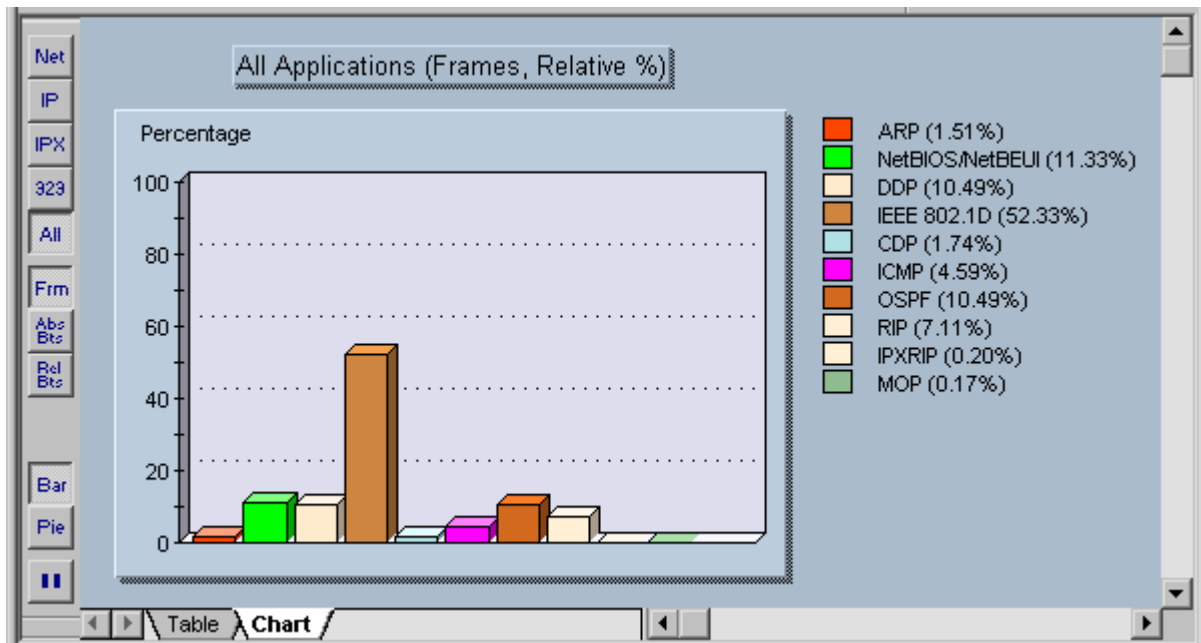 Net
IP
IPX
323
All
Frm
Abs
Bts
Rel
Bts
Bar
Pie
All Applications (Frames, Relative %)
Percentage
100
80
60
40
20
0
ARP (1.51%)
NetBIOS/NetBEUI (11.33%)
DDP (10.49%)
IEEE 802.1D (52.33%)
CDP (1.74%)
ICMP (4.59%)
OSPF (10.49%)
RIP (7.11%)
IPXRIP (0.20%)
MOP (0.17%)
Table Chart